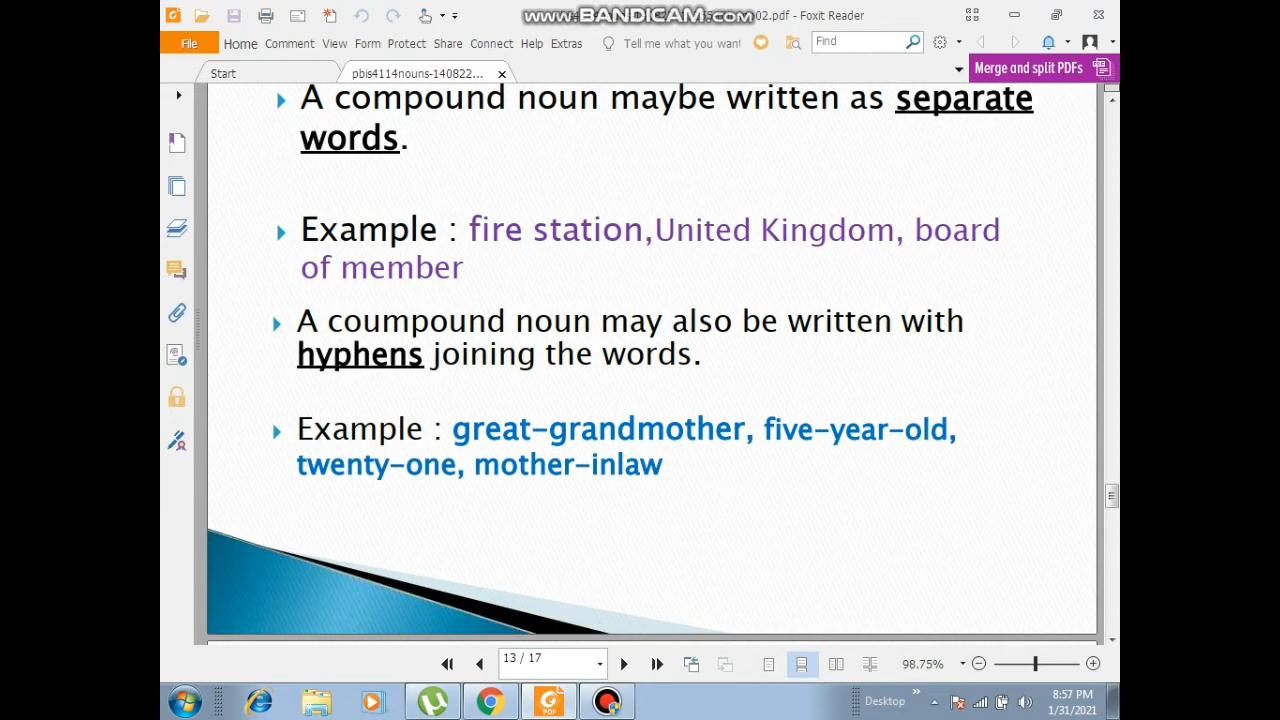 www.BANDICAM.com
02.pdf - Foxit Reader
File Home Comment View Form Protect Share Connect Help Extras Tell me what you want Find
Start
pbis4114nouns-140822...
Merge and split PDFs
A compound noun maybe written as separate
words.
Example : fire station,United Kingdom, board
of member
A coumpound noun may also be written with
hyphens joining the words.
Example : great-grandmother, five-year-old,
twenty-one, mother-inlaw
13 / 17
98.75%
PDF
Desktop
8:57 PM
1/31/2021